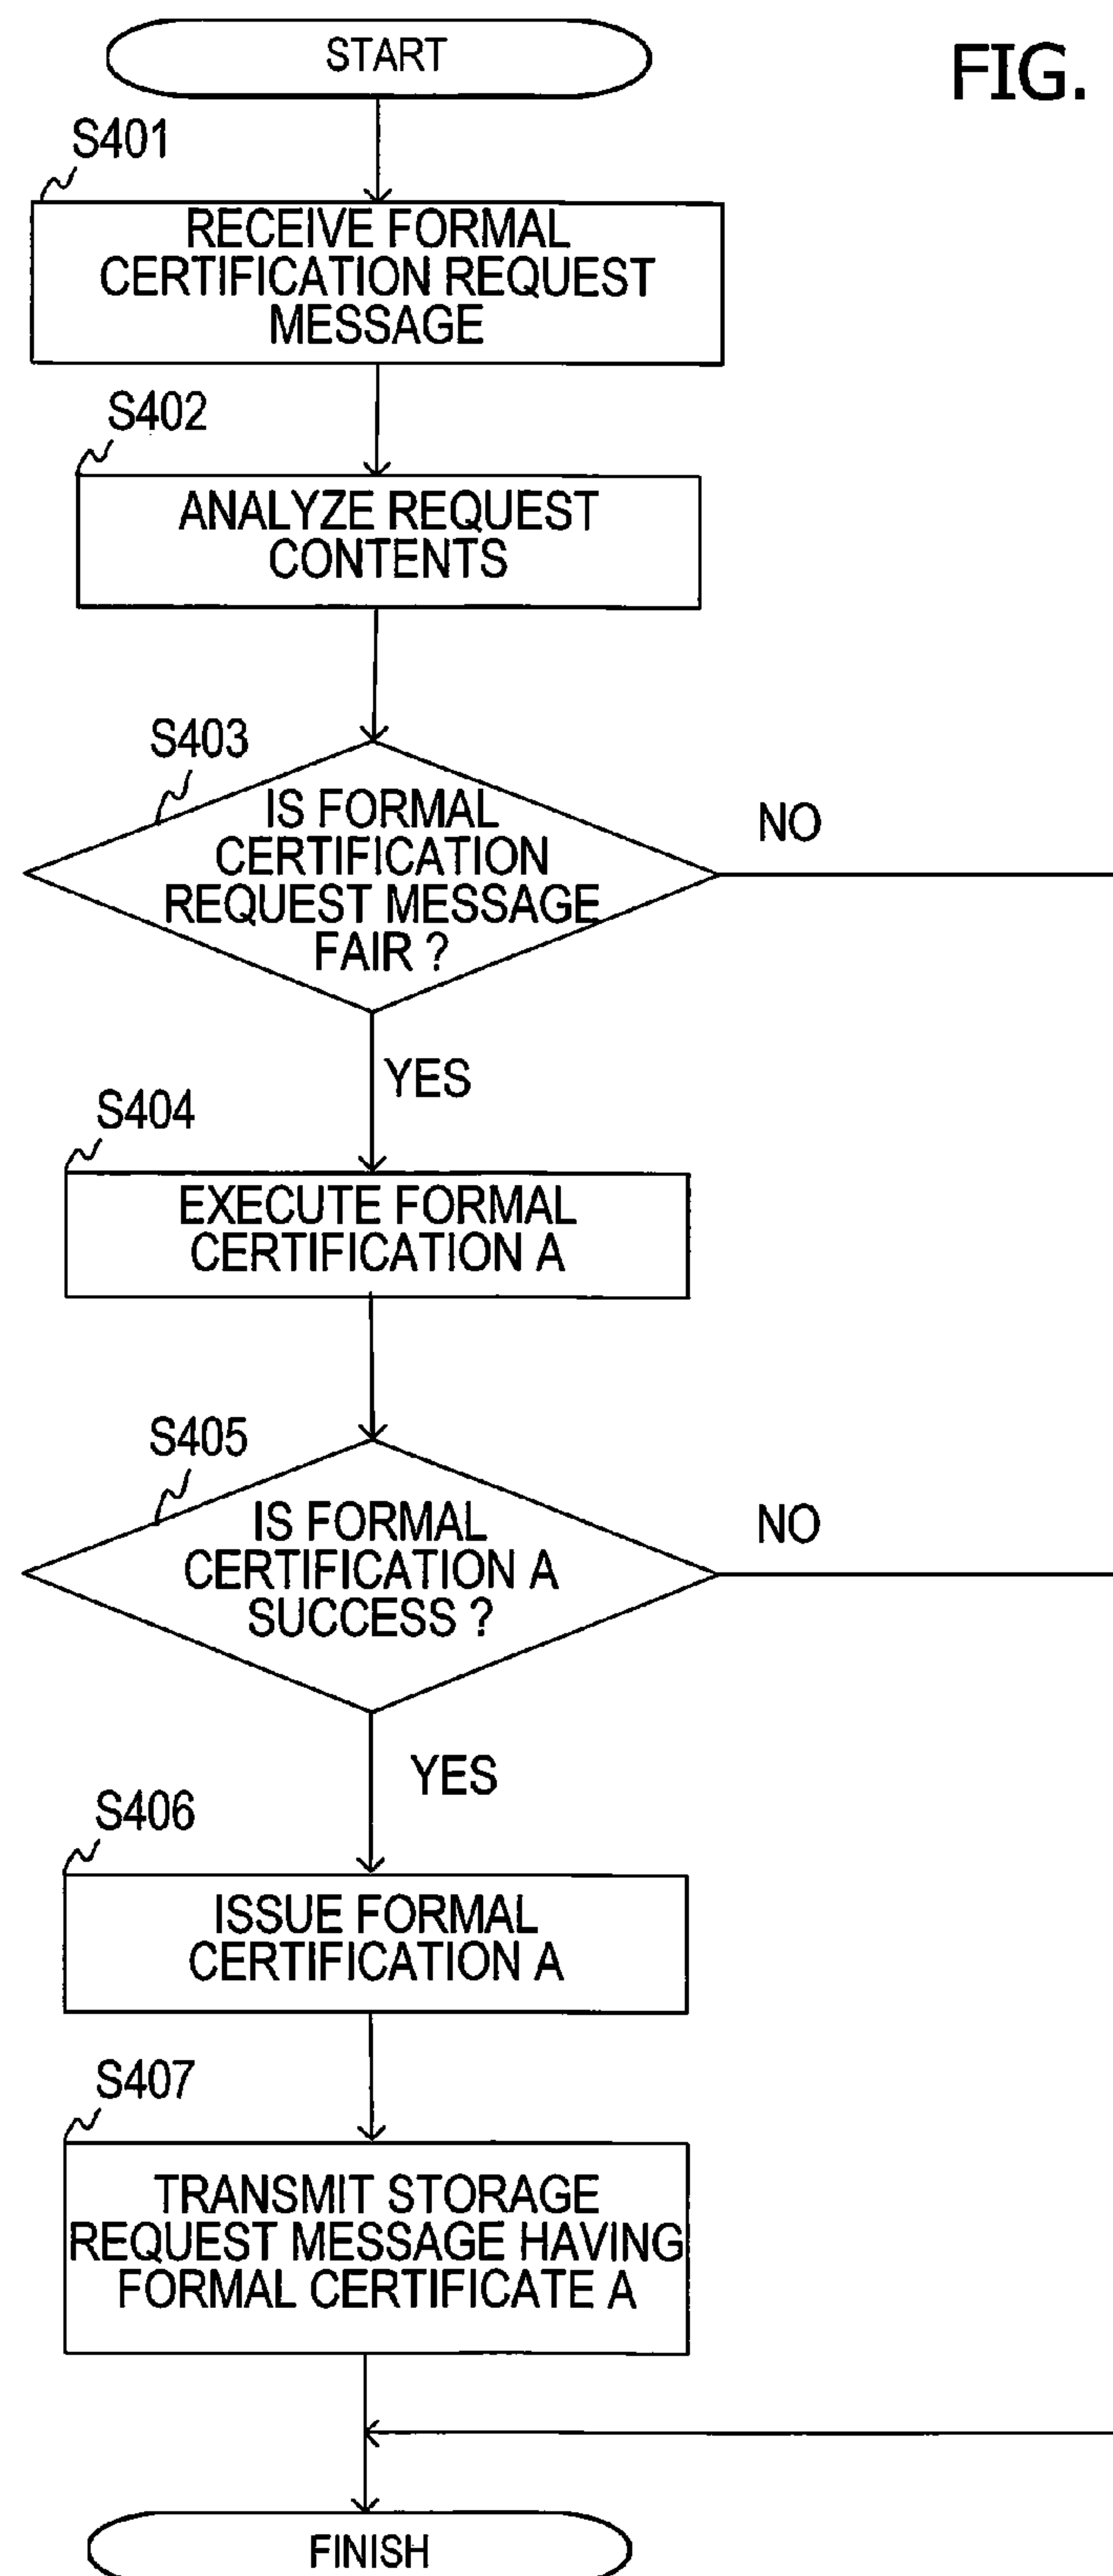 START
FIG.
S401
RECEIVE FORMAL
CERTIFICATION REQUEST
MESSAGE
S402
ANALYZE REQUEST
CONTENTS
S403
IS FORMAL
CERTIFICATION
REQUEST MESSAGE
FAIR ?
NO
YES
S404
EXECUTE FORMAL
CERTIFICATION A
S405
IS FORMAL
CERTIFICATION A
SUCCESS ?
NO
YES
S406
ISSUE FORMAL
CERTIFICATION A
S407
TRANSMIT STORAGE
REQUEST MESSAGE HAVING
FORMAL CERTIFICATE A
FINISH